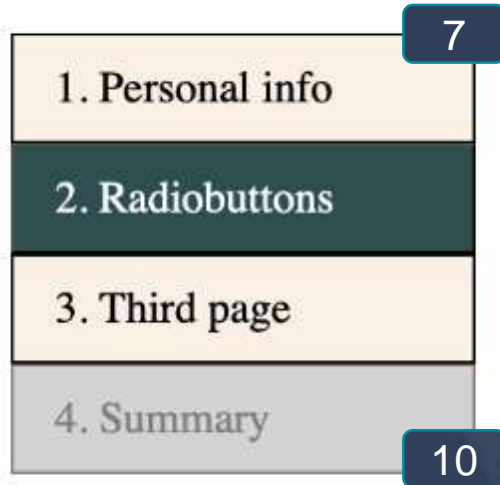 7
1. Personal info
2. Radiobuttons
3. Third page
4. Summary
10